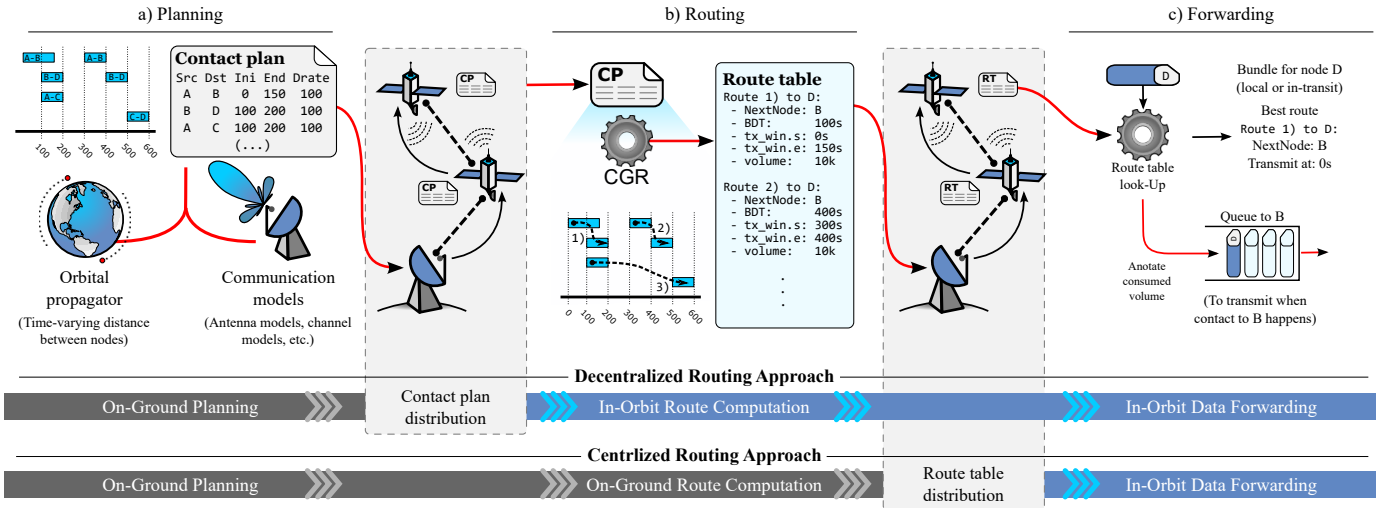 a) Planning
A-B
A-B
B-D
B-D
A-C
C-D
100
200
300
400
500
600
Contact plan
Src Dst Ini End Drate
A B 0 150 100
B D 100 200 100
A C 100 200 100
(...)
Orbital
propagator
(Time-varying distance
between nodes)
Communication
models
(Antenna models, channel
models, etc.)
CP
CP
b) Routing
CP
CGR
1)
2)
3)
0
100
200
300
400
500
600
Route table
Route 1) to D:
- NextNode: B
- BDT: 100s
- tx_win.s: 0s
- tx_win.e: 150s
- volume: 10k
Route 2) to D:
- NextNode: B
- BDT: 400s
- tx_win.s: 300s
- tx_win.e: 400s
- volume: 10k
.
.
.
RT
RT
c) Forwarding
D
Bundle for node D
(local or in-transit)
Best route
Route 1) to D:
NextNode: B
Transmit at: 0s
Route table
look-Up
Queue to B
D
Anotate
consumed
volume
(To transmit when
contact to B happens)
Decentralized Routing Approach
On-Ground Planning
Contact plan
distribution
In-Orbit Route Computation
In-Orbit Data Forwarding
Centrlized Routing Approach
On-Ground Planning
On-Ground Route Computation
Route table
distribution
In-Orbit Data Forwarding